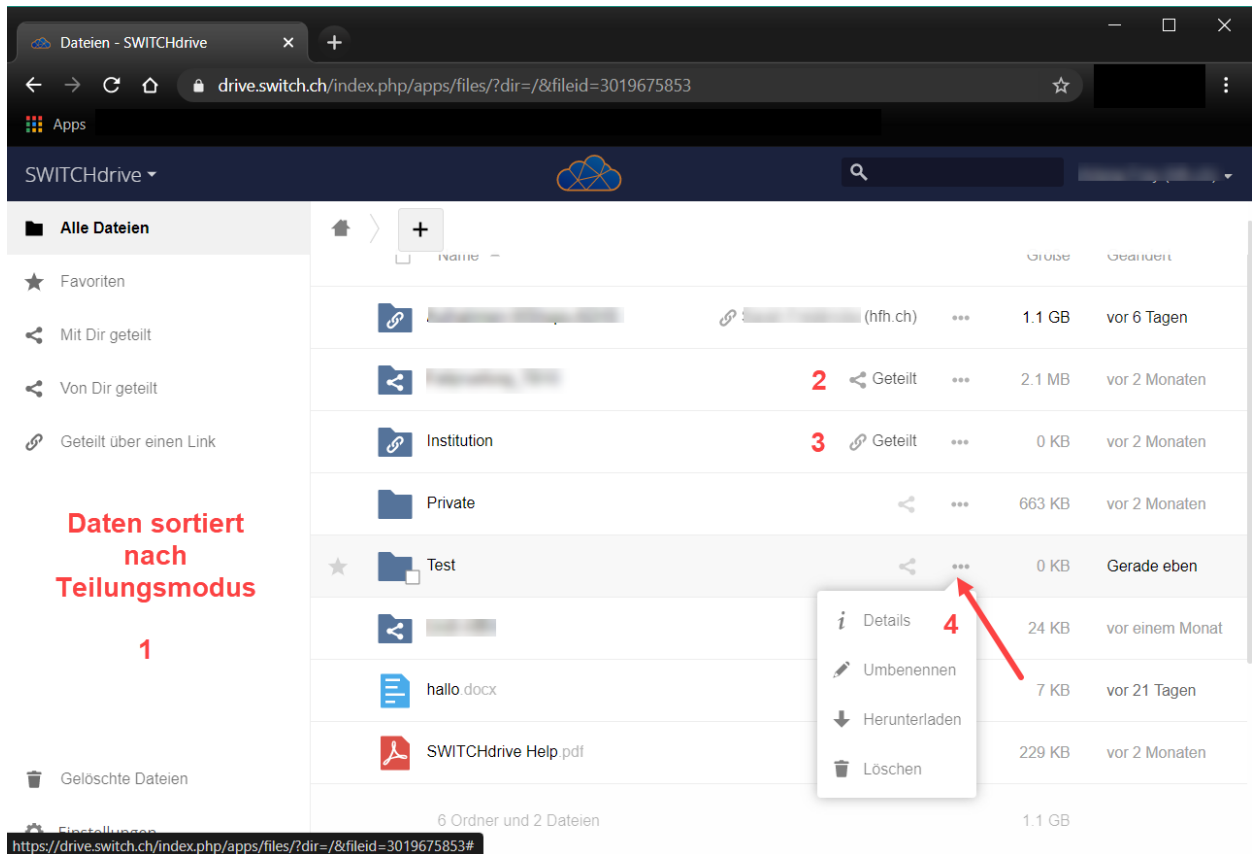 Dateien - SWITCHdrive
drive.switch.ch/index.php/apps/files/?dir=/&fileid=3019675853
Apps
SWITCHdrive
Alle Dateien
Favoriten
Mit Dir geteilt
Von Dir geteilt
Geteilt über einen Link
Daten sortiert
nach
Teilungsmodus
1
Gelöschte Dateien
Einstellungen
Name
Größe
Geändert
(hfh.ch)
1.1 GB
vor 6 Tagen
2
Geteilt
2.1 MB
vor 2 Monaten
Institution
3
Geteilt
0 KB
vor 2 Monaten
Private
663 KB
vor 2 Monaten
Test
0 KB
Gerade eben
24 KB
vor einem Monat
hallo.docx
7 KB
vor 21 Tagen
SWITCHdrive Help.pdf
229 KB
vor 2 Monaten
Details
4
Umbenennen
Herunterladen
Löschen
6 Ordner und 2 Dateien
1.1 GB
https://drive.switch.ch/index.php/apps/files/?dir=/&fileid=3019675853#